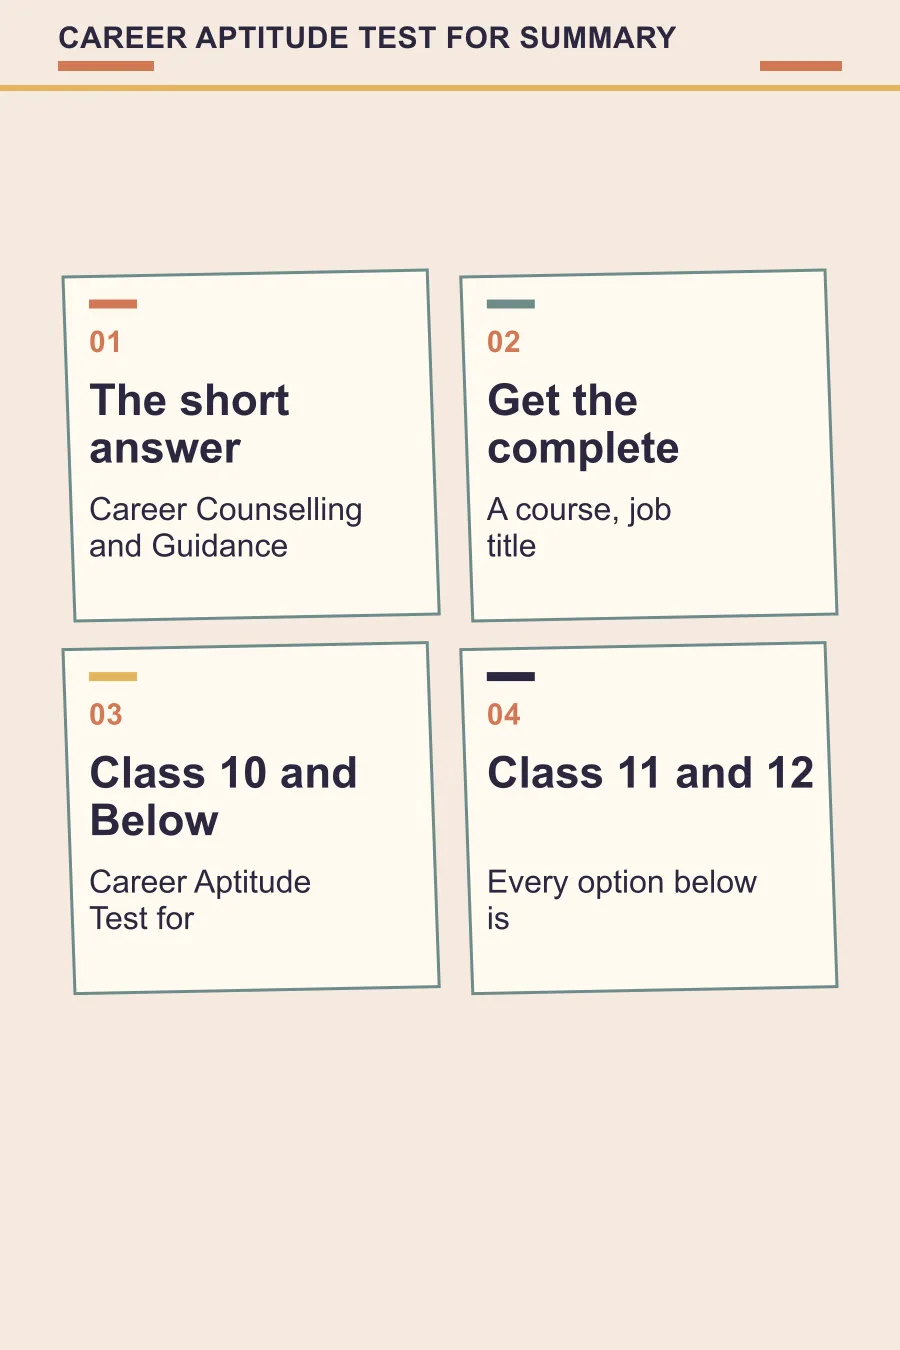 CAREER APTITUDE TEST FOR SUMMARY
01
The short
answer
Career Counselling
and Guidance
02
Get the
complete
A course, job
title
03
Class 10 and
Below
Career Aptitude
Test for
04
Class 11 and 12
Every option below
is